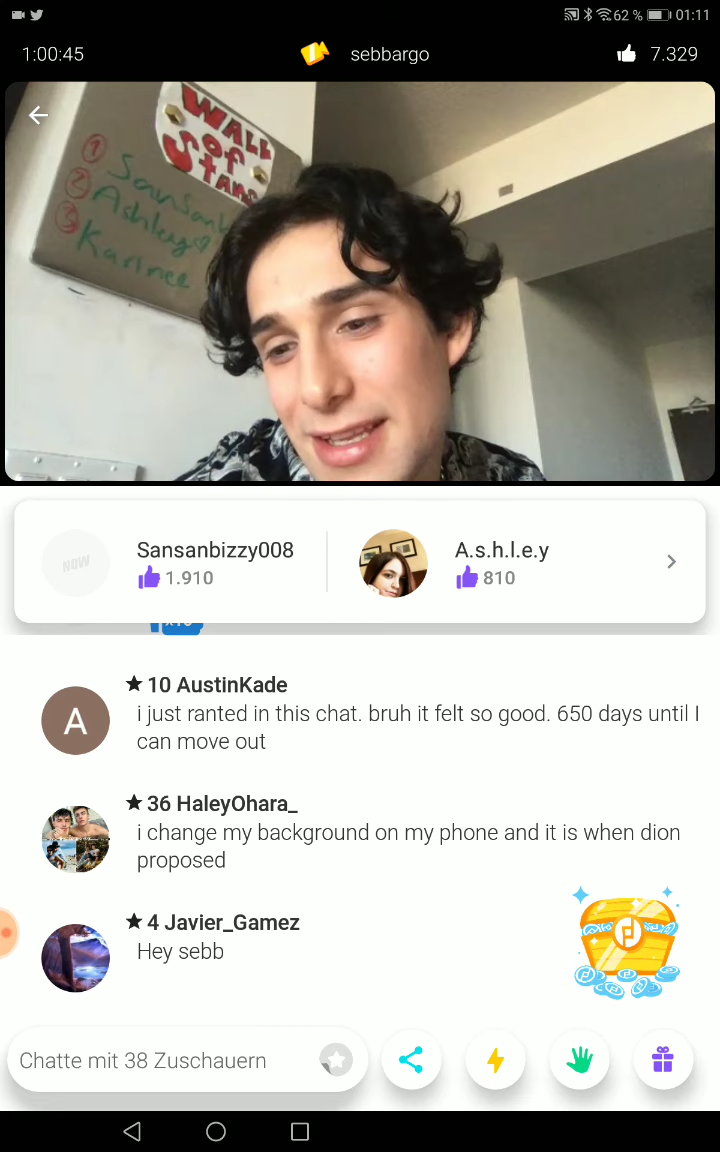 62 % 01:11
1:00:45 sebbargo 7.329
WALL
OF
STARS
1 Sansanb
2 Ashley
3 Karinee
NOW
Sansanbizzy008
1.910
A.s.h.l.e.y
810
10 AustinKade
i just ranted in this chat. bruh it felt so good. 650 days until I
can move out
36 HaleyOhara_
i change my background on my phone and it is when dion
proposed
4 Javier_Gamez
Hey sebb
A
Chatte mit 38 Zuschauern